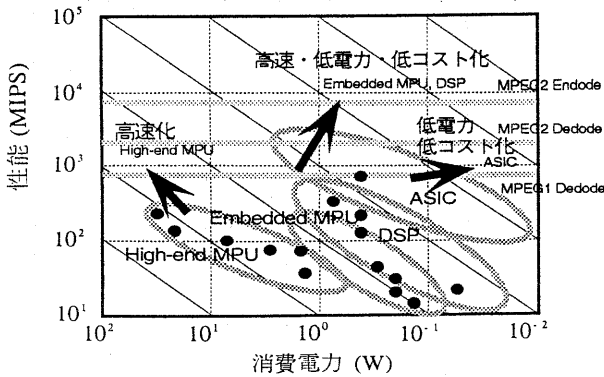 性能 (MIPS)
10^5
10^4
10^3
10^2
10^1
高速・低電力・低コスト化
Embedded MPU, DSP
MPEG2 Endode
高速化
High-end MPU
低電力
低コスト化
ASIC
MPEG2 Dedode
MPEG1 Dedode
ASIC
Embedded MPU
DSP
High-end MPU
10^2
10^1
10^0
10^-1
10^-2
消費電力 (W)